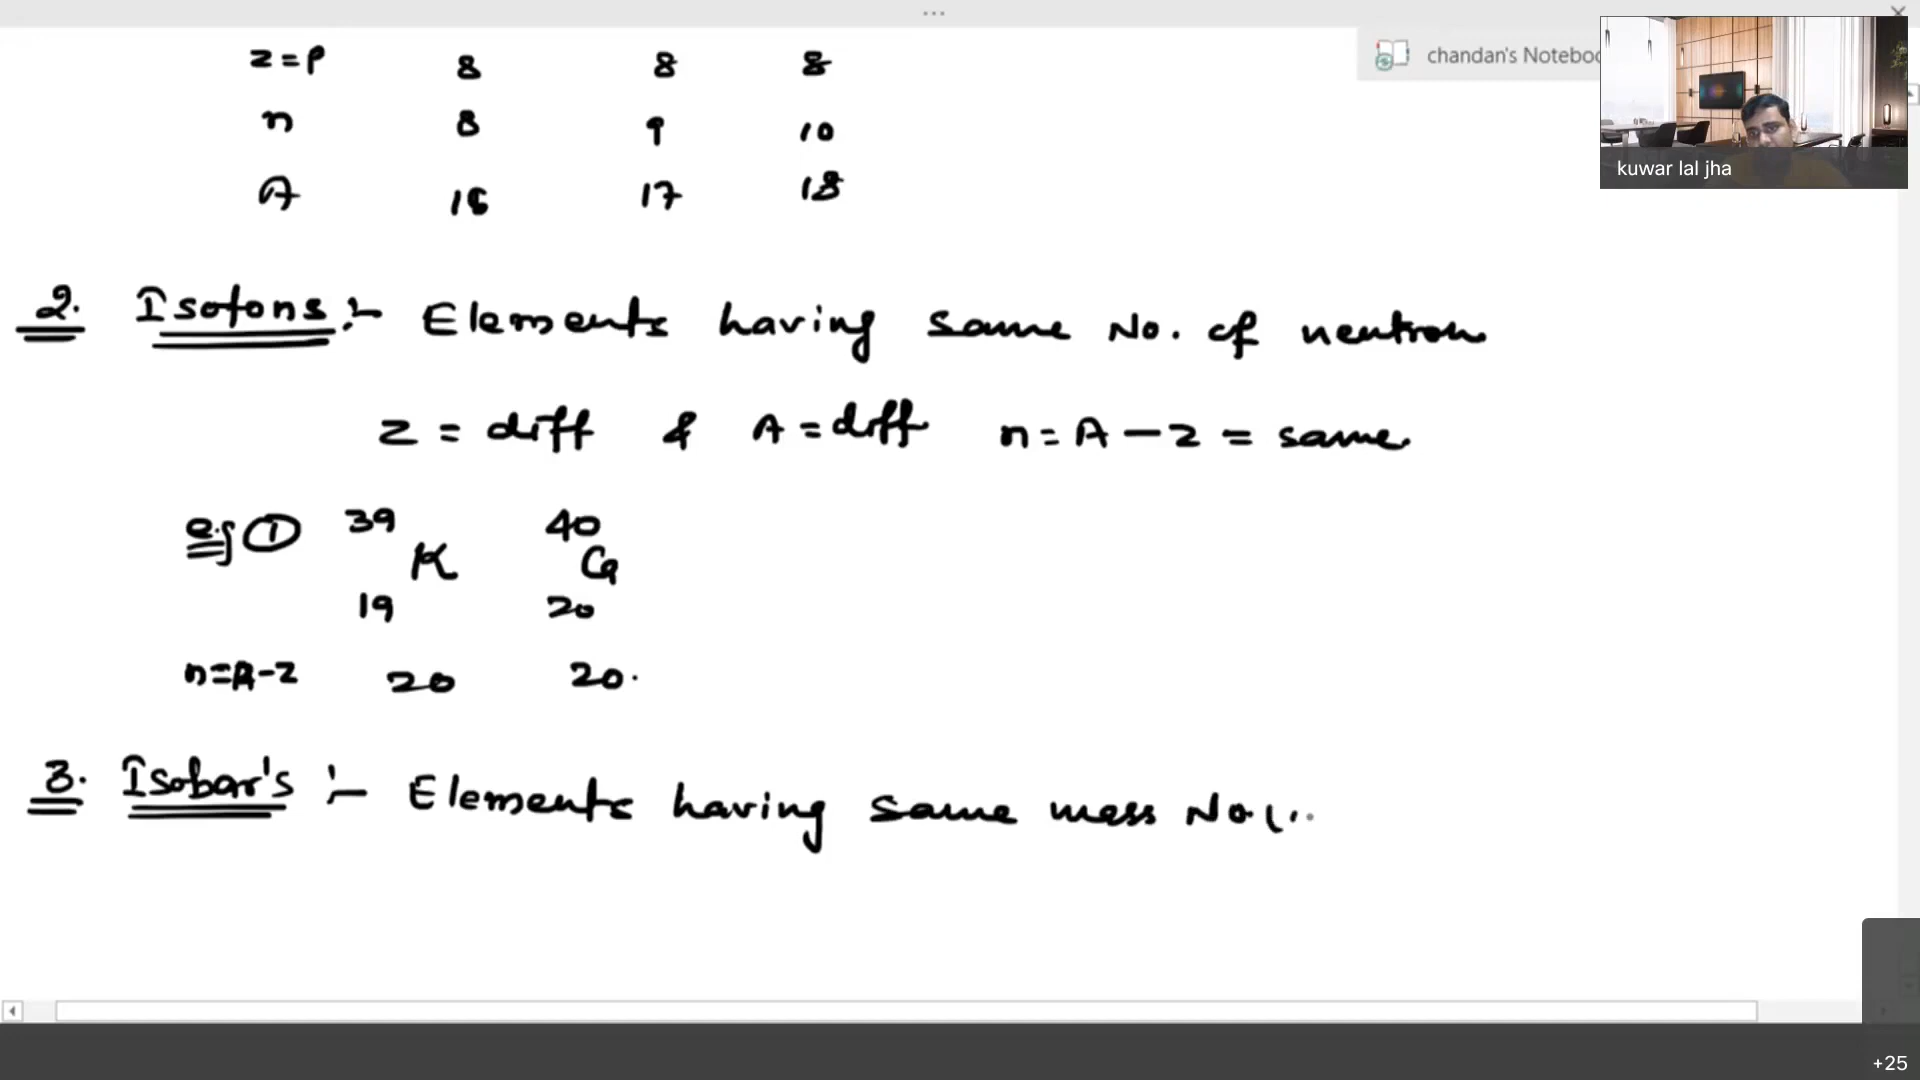 ...
z=p 8 8 8
chandan's Noteboo
n 8 9 10
kuwar lal jha
A 16 17 18
2. Isotons :- Elements having same No. of neutron
z = diff & A = diff n = A - z = same
e.g ① 39 K 19 40 Ca 20
n=A-z 20 20.
3. Isobar's :- Elements having same mass No. (
+25